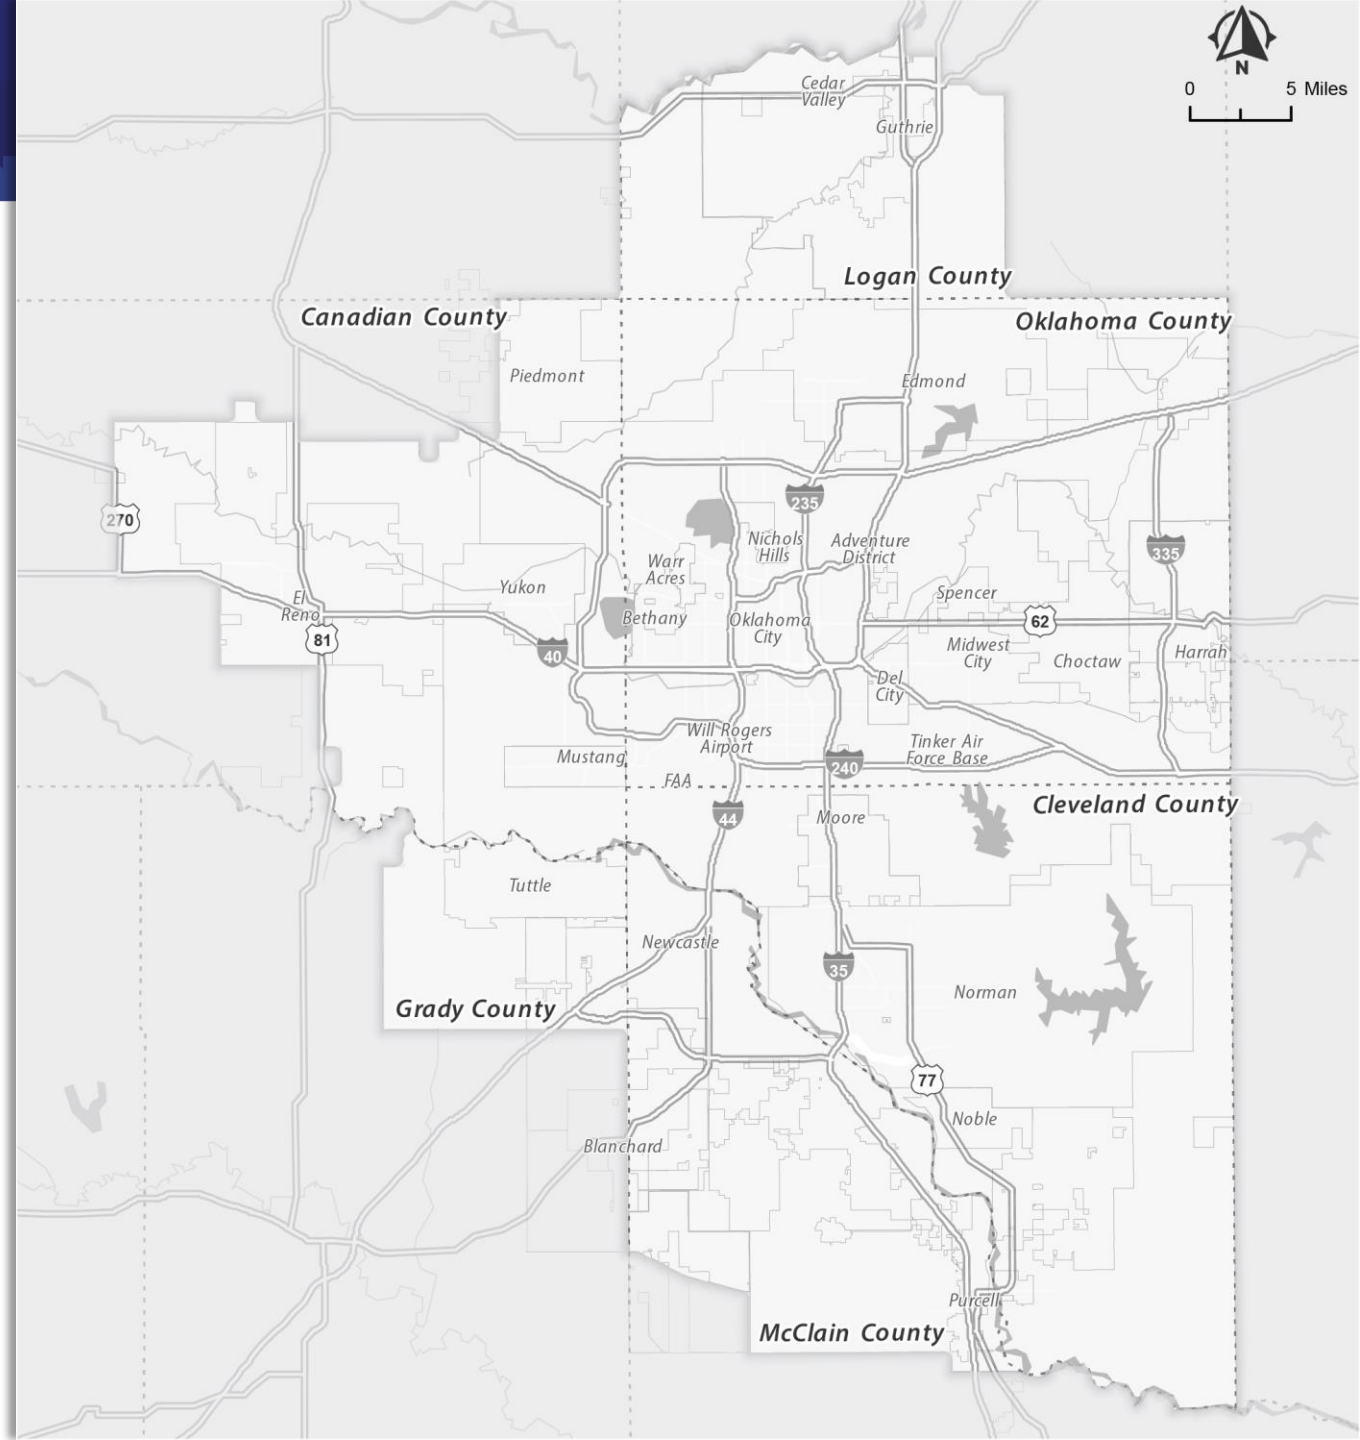 N
0 5 Miles
Cedar
Valley
Guthrie
Logan County
Canadian County
Oklahoma County
Piedmont
Edmond
270
235
Nichols
Hills
Adventure
District
335
Warr
Acres
Yukon
Spencer
El
Reno
Bethany
Oklahoma
City
62
81
40
Midwest
City
Choctaw
Harrah
Del
City
Will Rogers
Airport
Tinker Air
Force Base
Mustang
240
FAA
Cleveland County
44
Moore
Tuttle
Newcastle
35
Norman
Grady County
77
Noble
Blanchard
Purcell
McClain County